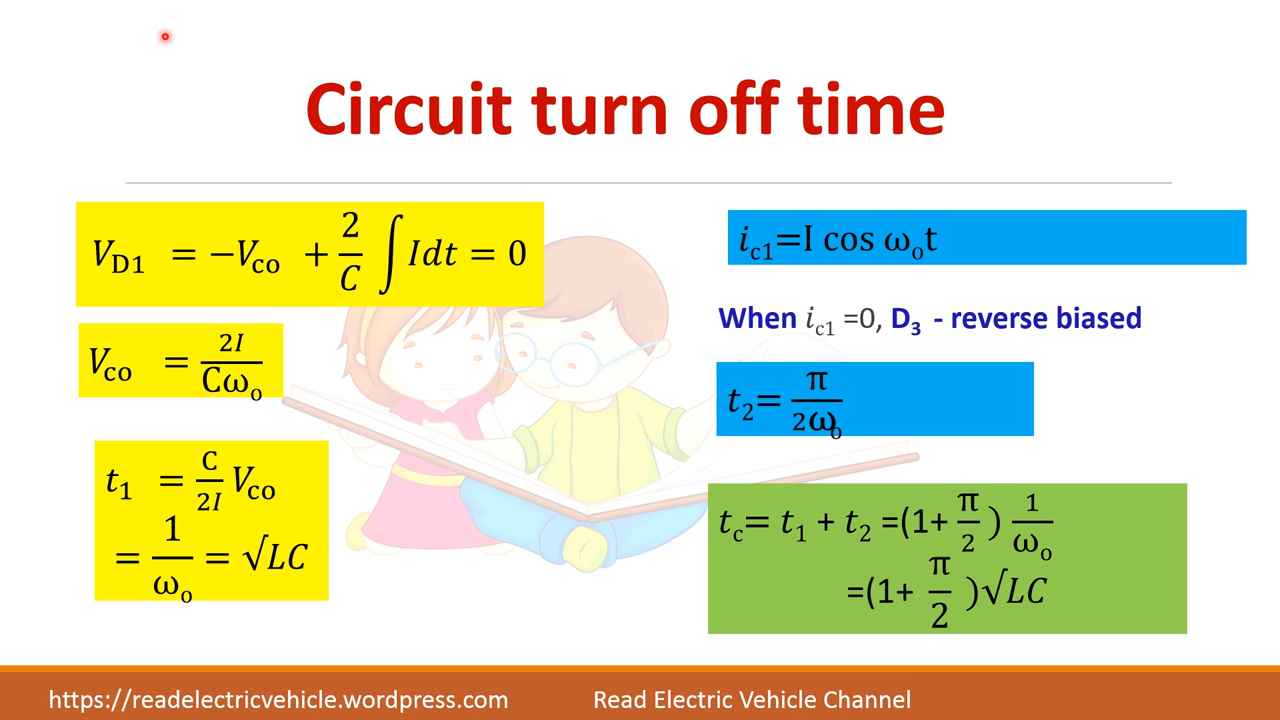 Circuit turn off time
V_D1 = −V_co + 2/C ∫ Idt = 0
V_co = 2I/Cω_o
t_1 = C/2I V_co
= 1/ω_o = √LC
i_c1=I cos ω_o t
When i_c1 =0, D_3 - reverse biased
t_2= π/2ω_o
t_c= t_1 + t_2 =(1+ π/2 ) 1/ω_o
=(1+ π/2 )√LC
https://readelectricvehicle.wordpress.com
Read Electric Vehicle Channel